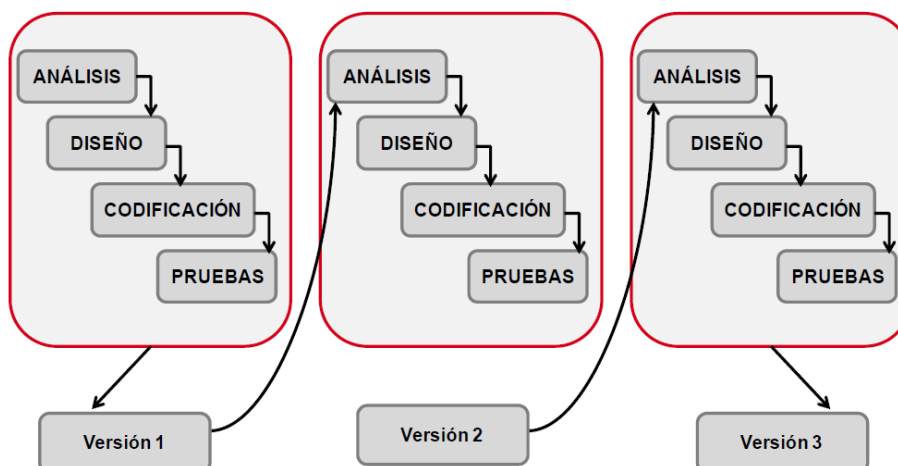 ANÁLISIS
DISEÑO
CODIFICACIÓN
PRUEBAS
Versión 1
ANÁLISIS
DISEÑO
CODIFICACIÓN
PRUEBAS
Versión 2
ANÁLISIS
DISEÑO
CODIFICACIÓN
PRUEBAS
Versión 3